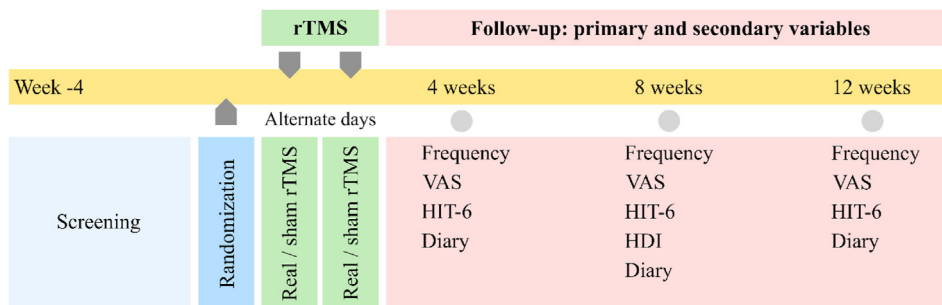 rTMS
Follow-up: primary and secondary variables
Week -4
4 weeks
8 weeks
12 weeks
Alternate days
Screening
Randomization
Real / sham rTMS
Real / sham rTMS
Frequency
VAS
HIT-6
Diary
Frequency
VAS
HIT-6
HDI
Diary
Frequency
VAS
HIT-6
Diary